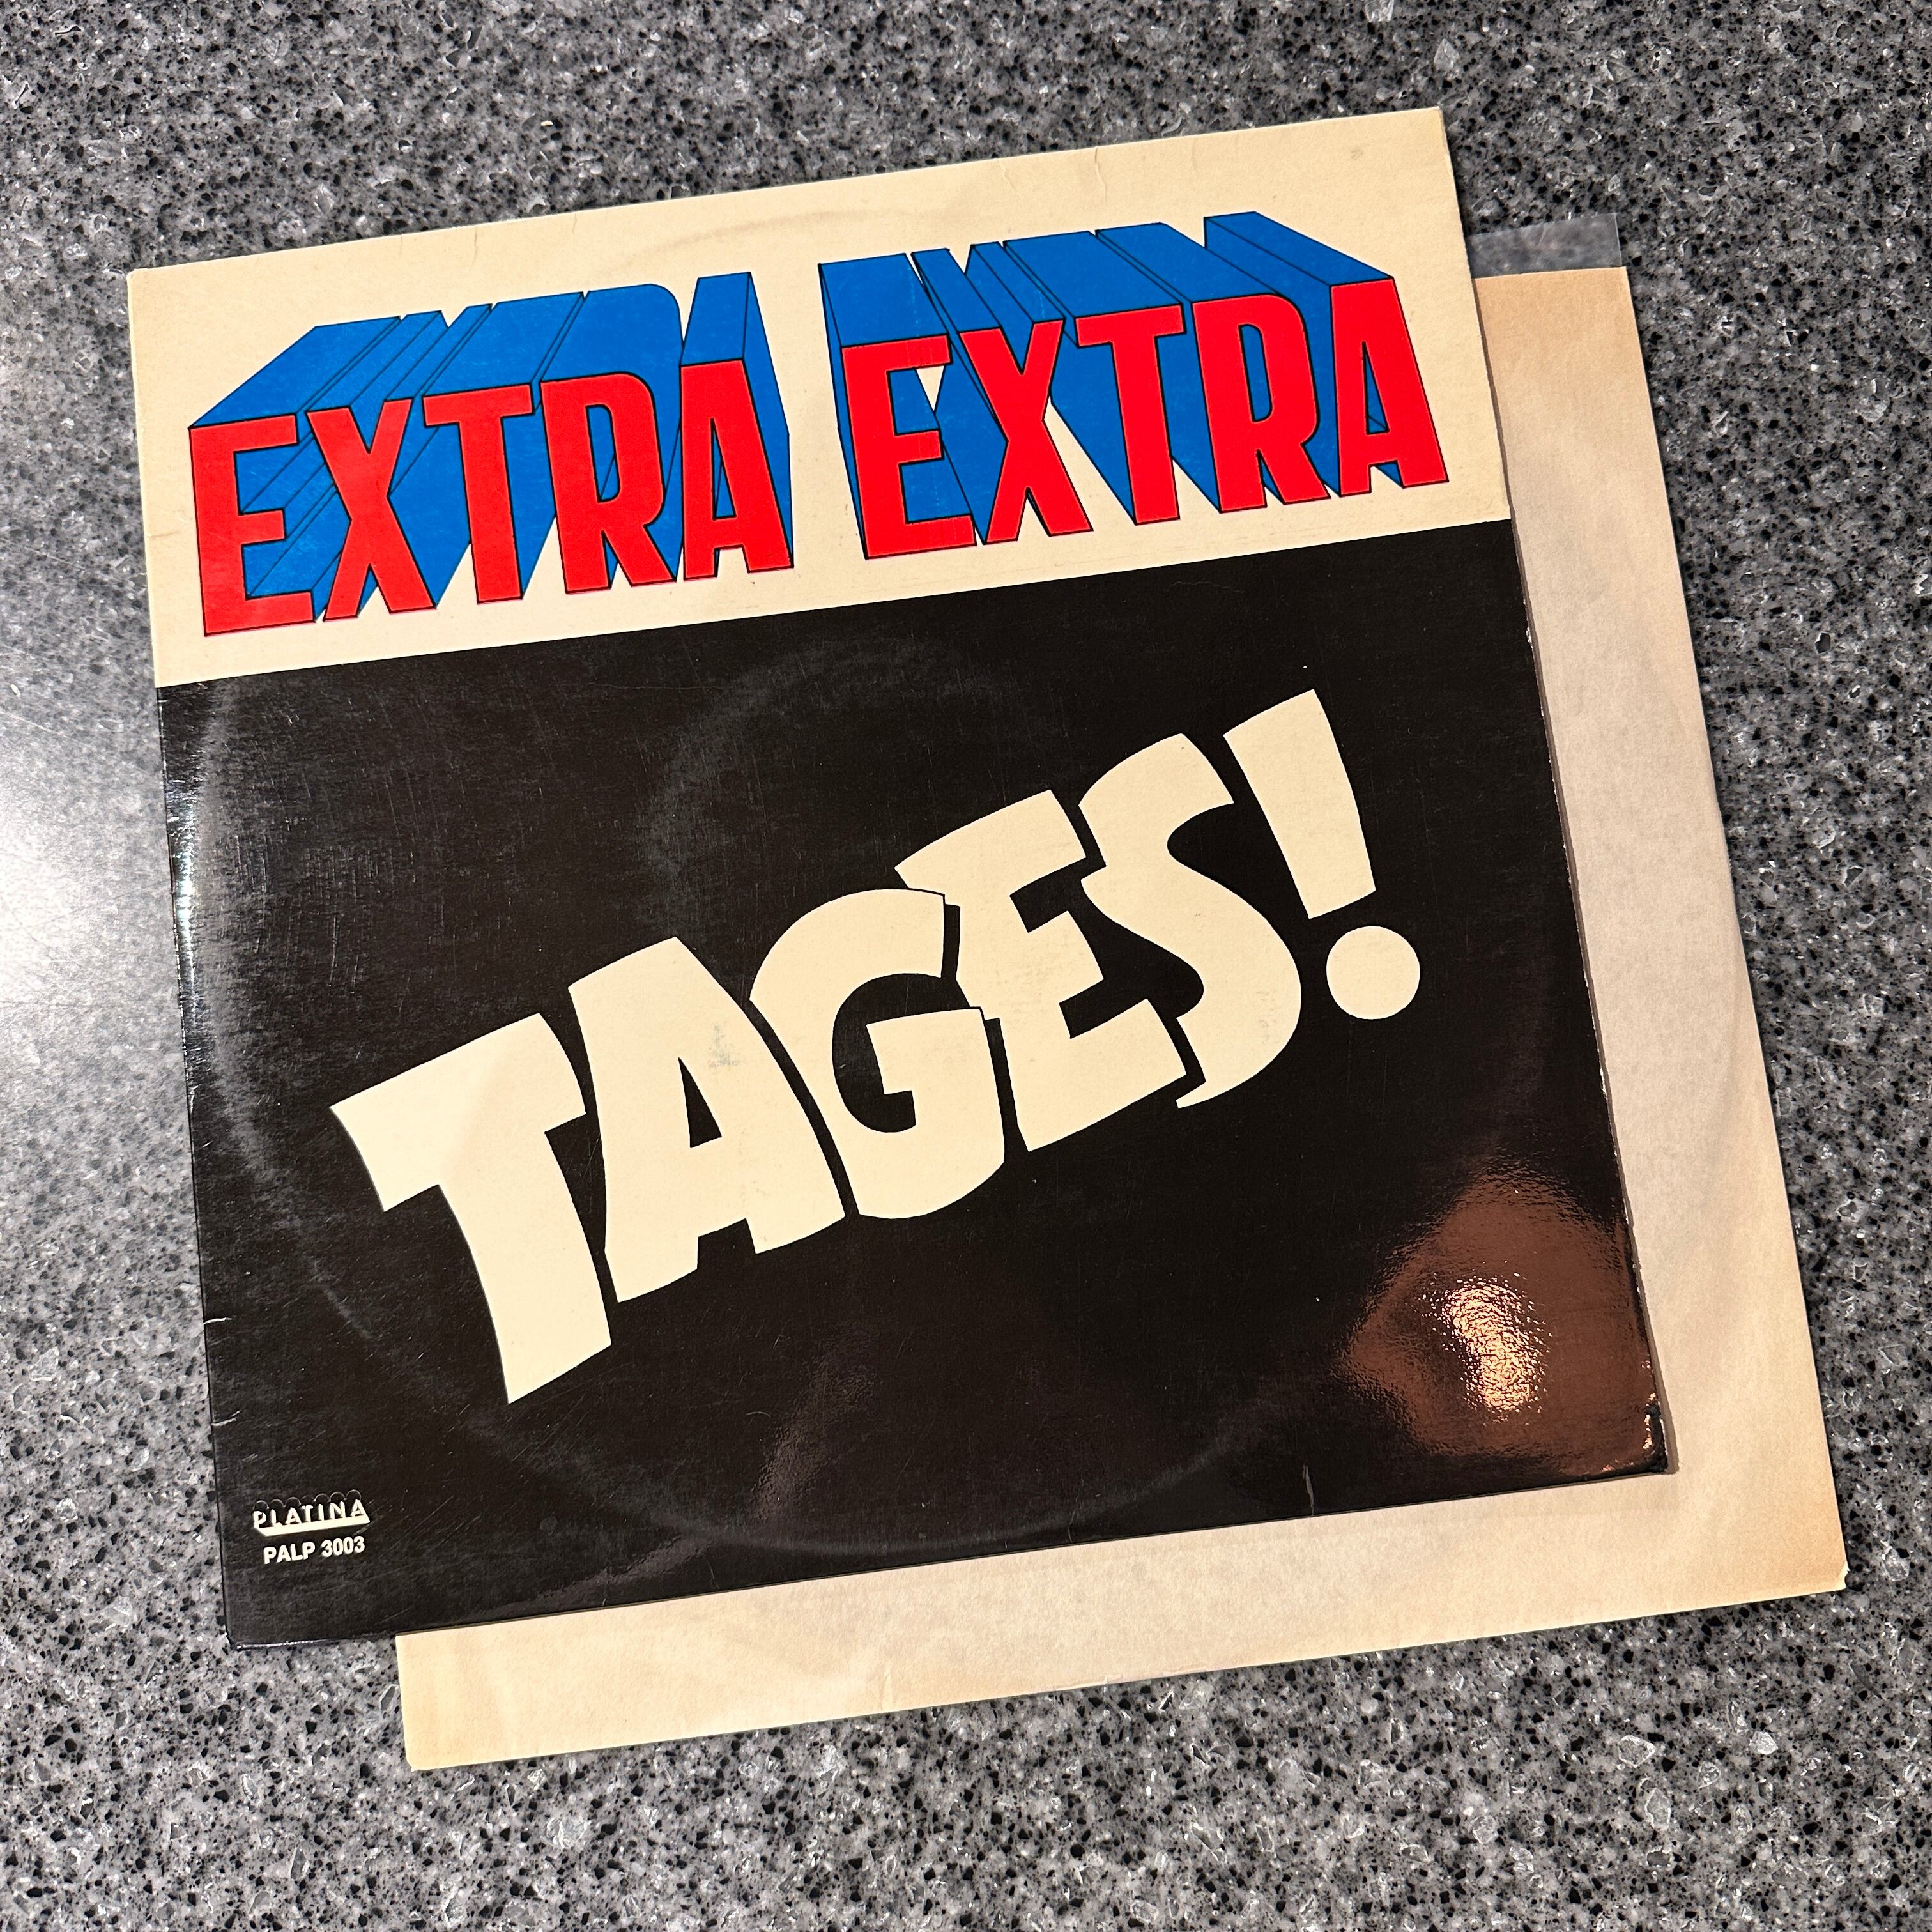 EXTRA EXTRA
TAGES!
PLATINA
PALP 3003